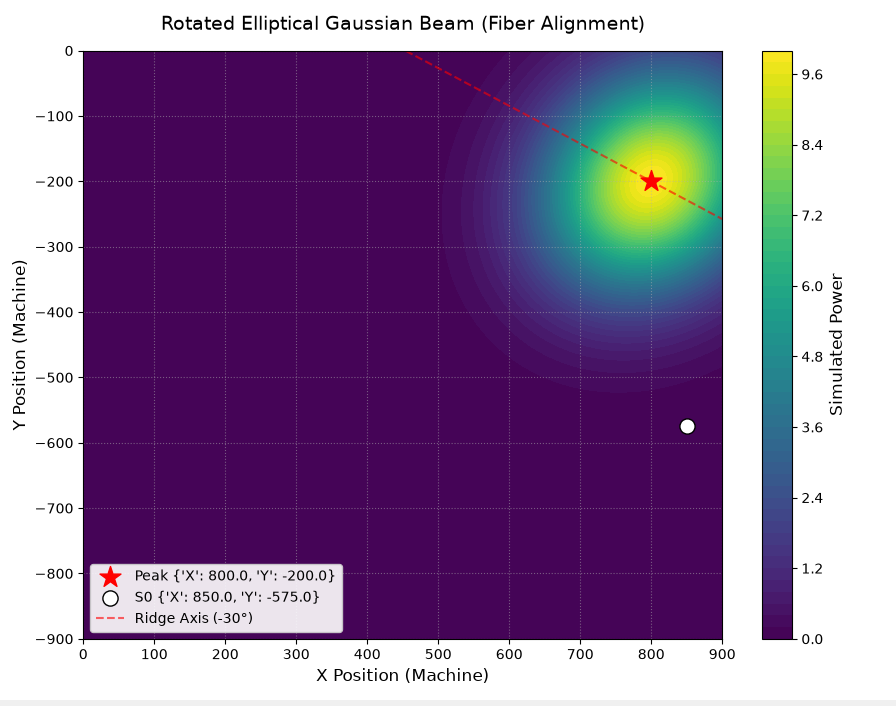 Rotated Elliptical Gaussian Beam (Fiber Alignment)
0
−100
−200
−300
−400
−500
−600
−700
−800
−900
Y Position (Machine)
Peak {'X': 800.0, 'Y': -200.0}
S0 {'X': 850.0, 'Y': -575.0}
Ridge Axis (-30°)
0 100 200 300 400 500 600 700 800 900
X Position (Machine)
9.6
8.4
7.2
6.0
4.8
3.6
2.4
1.2
0.0
Simulated Power